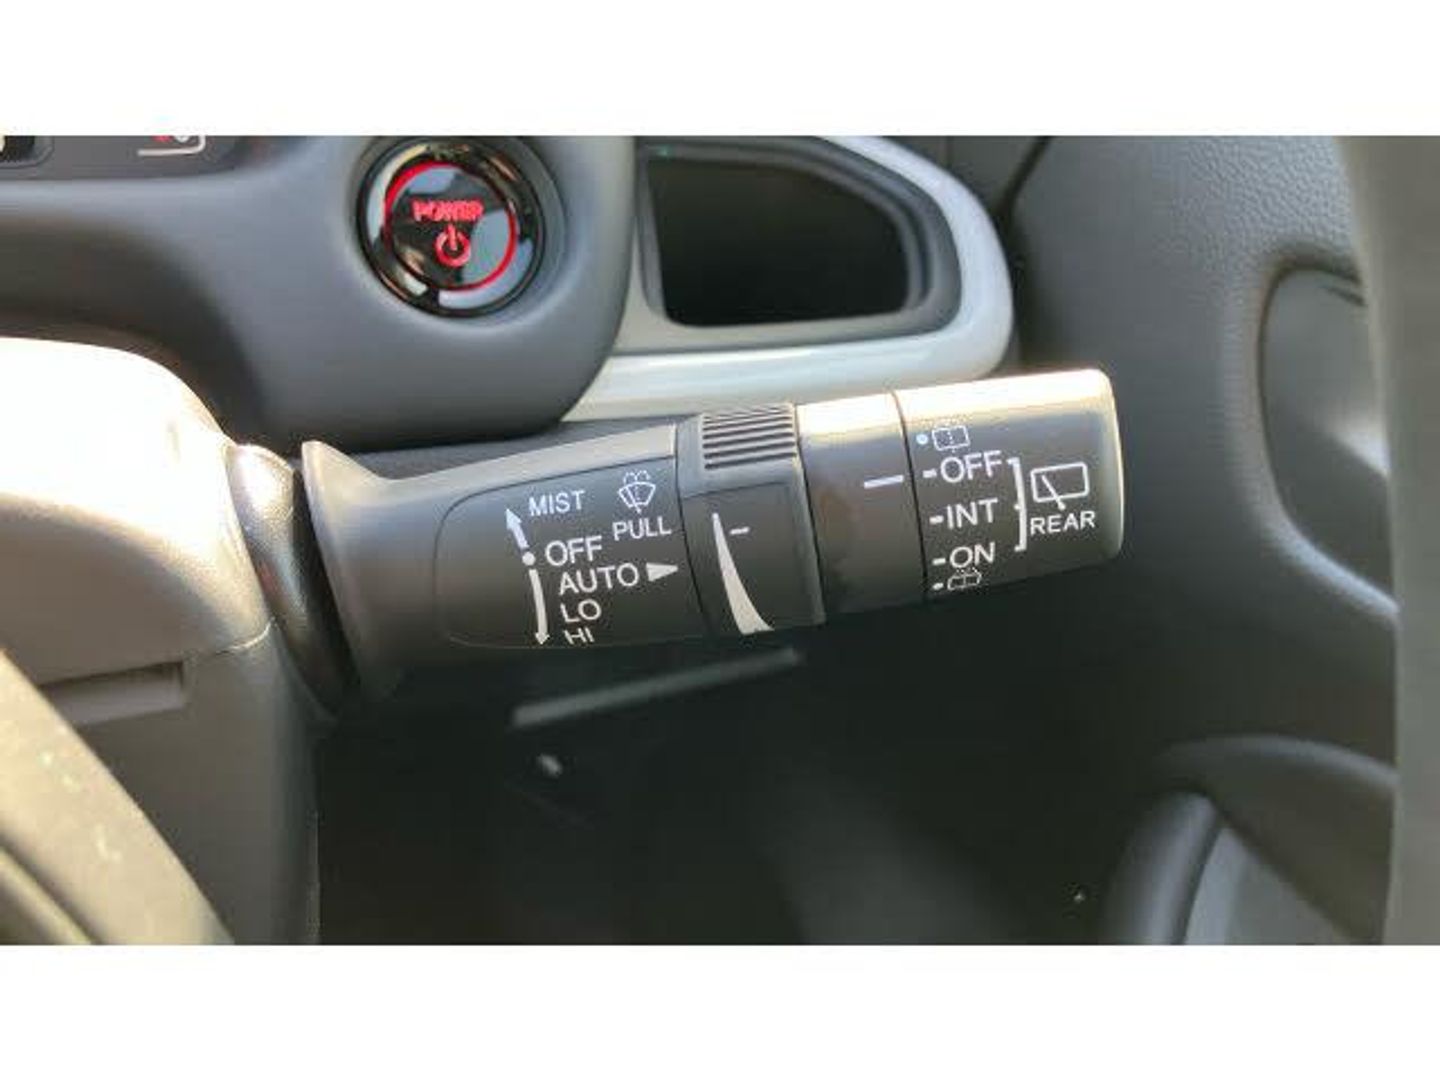 POWER
MIST
PULL
OFF
AUTO
LO
HI
OFF
INT
ON
REAR